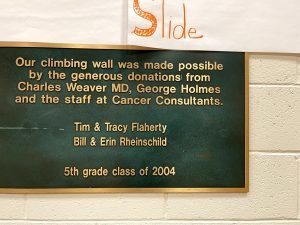 Slide
Our climbing wall was made possible
by the generous donations from
Charles Weaver MD, George Holmes
and the staff at Cancer Consultants.
Tim & Tracy Flaherty
Bill & Erin Rheinschild
5th grade class of 2004